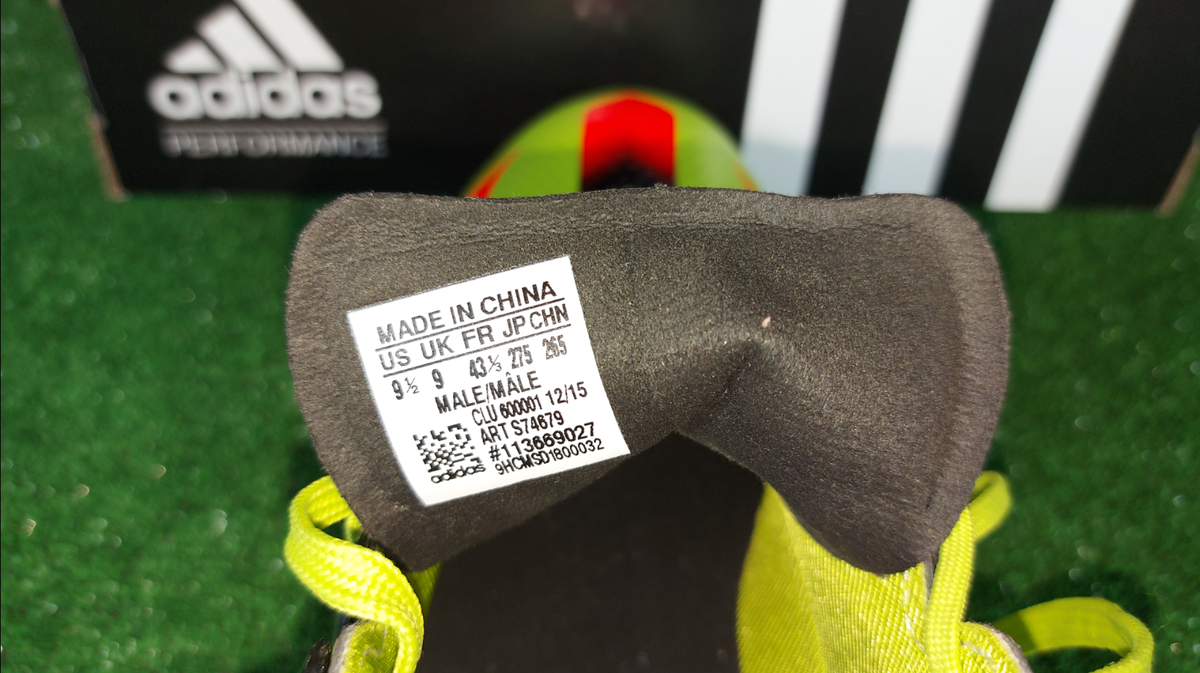 adidas
PERFORMANCE
MADE IN CHINA
US UK FR JP CHN
9½ 9 43⅓ 275 265
MALE/MÂLE
CLU 600001 12/15
ART S74679
#113669027
9HCMSD1800032
adidas